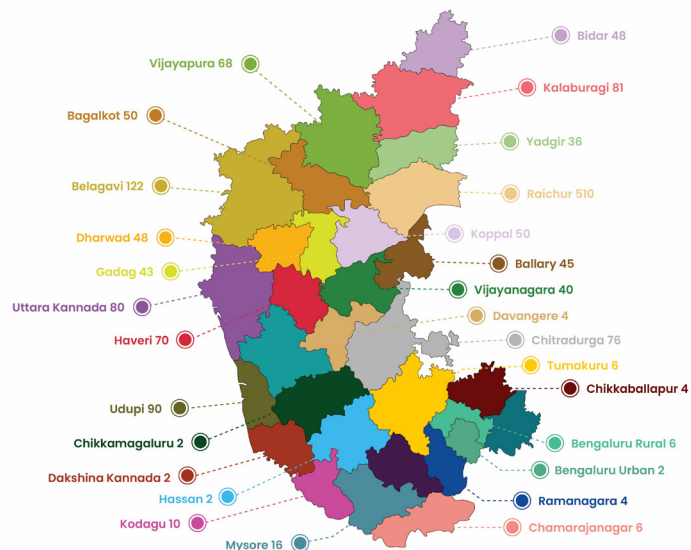 Bidar 48
Vijayapura 68
Kalaburagi 81
Bagalkot 50
Yadgir 36
Belagavi 122
Raichur 510
Dharwad 48
Koppal 50
Gadag 43
Ballary 45
Vijayanagara 40
Uttara Kannada 80
Davangere 4
Haveri 70
Chitradurga 76
Tumakuru 6
Chikkaballapur 4
Udupi 90
Chikkamagaluru 2
Bengaluru Rural 6
Bengaluru Urban 2
Dakshina Kannada 2
Hassan 2
Ramanagara 4
Kodagu 10
Chamarajanagar 6
Mysore 16